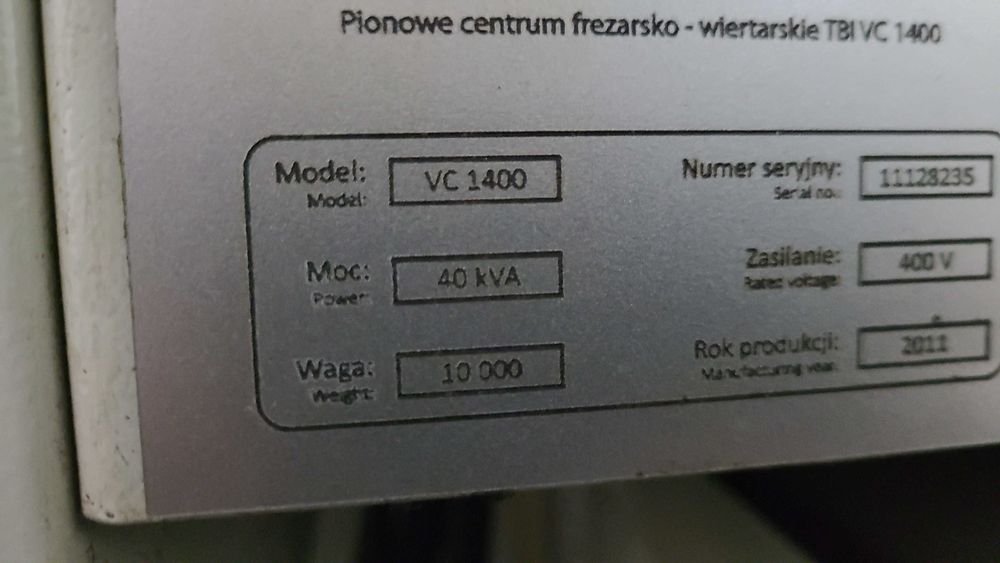 Pionowe centrum frezarsko - wiertarskie TBI VC 1400
Model: VC 1400 Numer seryjny: 11128235
Model: Serial no.:
Moc: 40 kVA Zasilanie: 400 V
Power: Rated voltage:
Waga: 10 000 Rok produkcji: 2011
Weight: Manufacturing year: